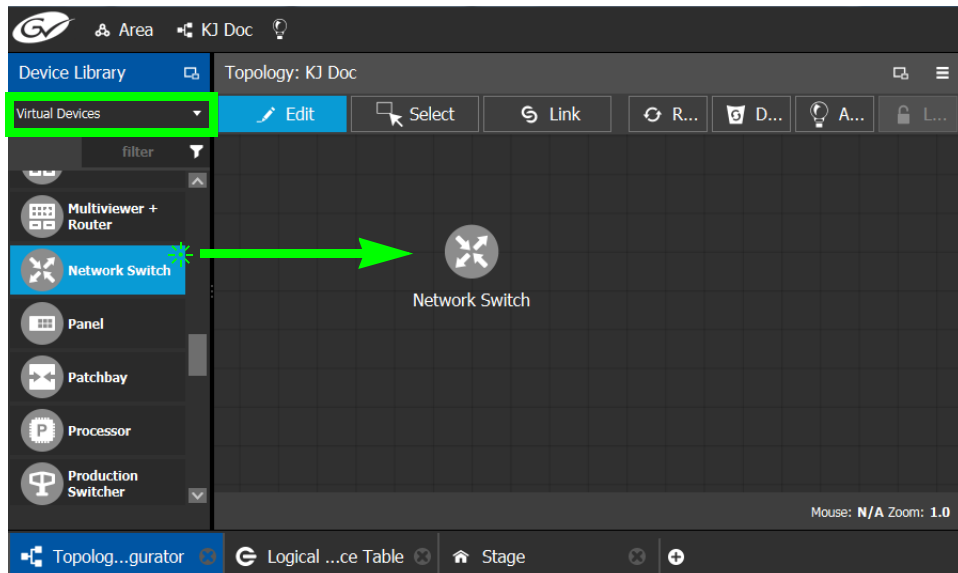 GV Area KJ Doc
Device Library
Topology: KJ Doc
Virtual Devices
Edit Select Link R... D... A... L...
filter
Multiviewer +
Router
Network Switch
Panel
Patchbay
Processor
Production
Switcher
Network Switch
Mouse: N/A Zoom: 1.0
Topolog...gurator Logical ...ce Table Stage